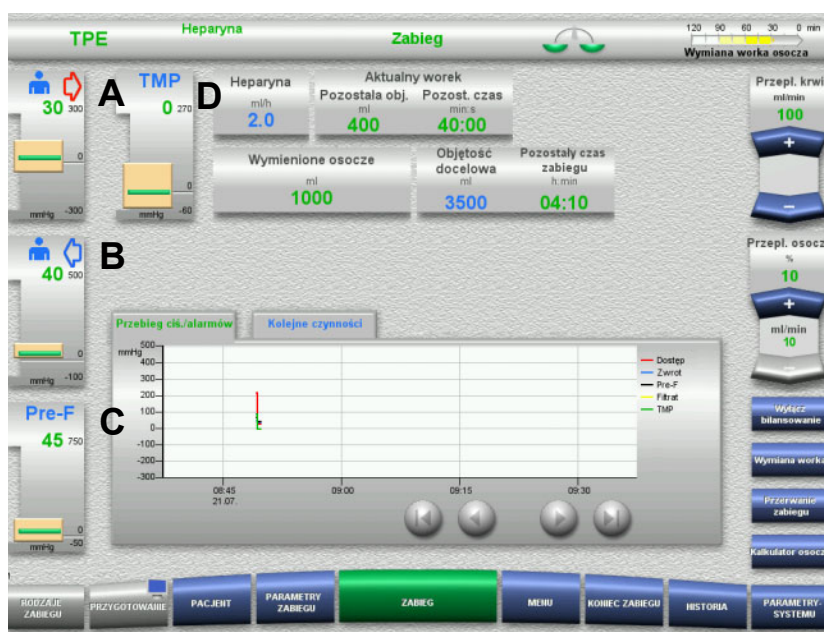 TPE
Heparyna
Zabieg
120 90 60 30 0 min
Wymiana worka osocza
30 300
0
mmHg -300
A
TMP
0 270
0
mmHg -60
D
Heparyna
ml/h
2.0
Aktualny worek
Pozostała obj. Pozost. czas
ml min:s
400 40:00
Wymienione osocze
ml
1000
Objętość docelowa
ml
3500
Pozostały czas zabiegu
h:min
04:10
Przepł. krwi
ml/min
100
+
–
40 500
0
mmHg -100
B
Przepł. osocz
%
10
+
ml/min
10
–
Pre-F
45 750
0
mmHg -50
C
Przebieg ciś./alarmów
Kolejne czynności
mmHg
500
400
300
200
100
0
-100
-200
-300
08:45 09:00 09:15 09:30
21.07.
Dostęp
Zwrot
Pre-F
Filtrat
TMP
Wyłącz
bilansowanie
Wymiana worka
Przerwanie
zabiegu
Kalkulator osocz
RODZAJE
ZABIEGU
PRZYGOTOWANIE
PACJENT
PARAMETRY
ZABIEGU
ZABIEG
MENU
KONIEC ZABIEGU
HISTORIA
PARAMETRY-
SYSTEMU